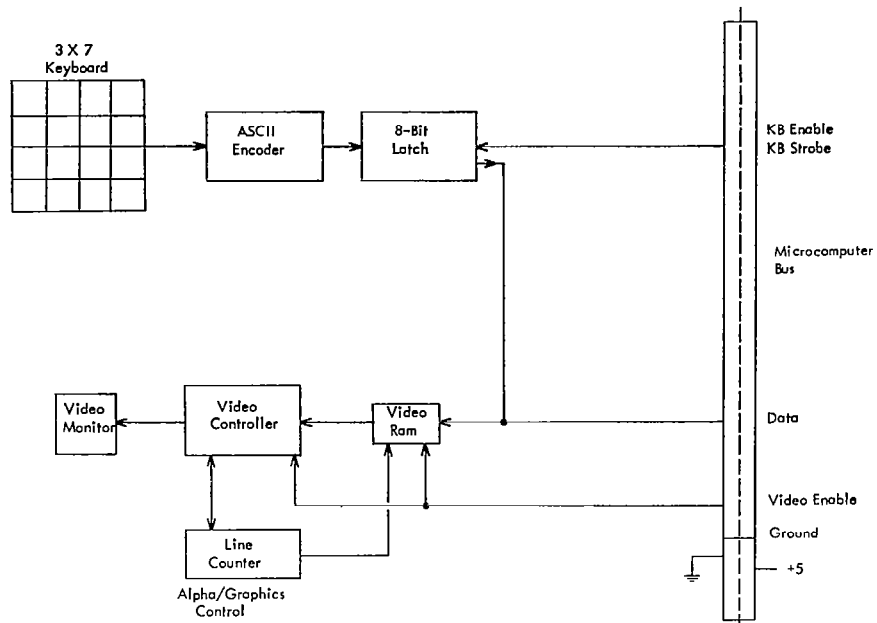 3 X 7
Keyboard
ASCII
Encoder
8-Bit
Latch
KB Enable
KB Strobe
Microcomputer
Bus
Video
Monitor
Video
Controller
Video
Ram
Data
Video Enable
Line
Counter
Ground
+5
Alpha/Graphics
Control